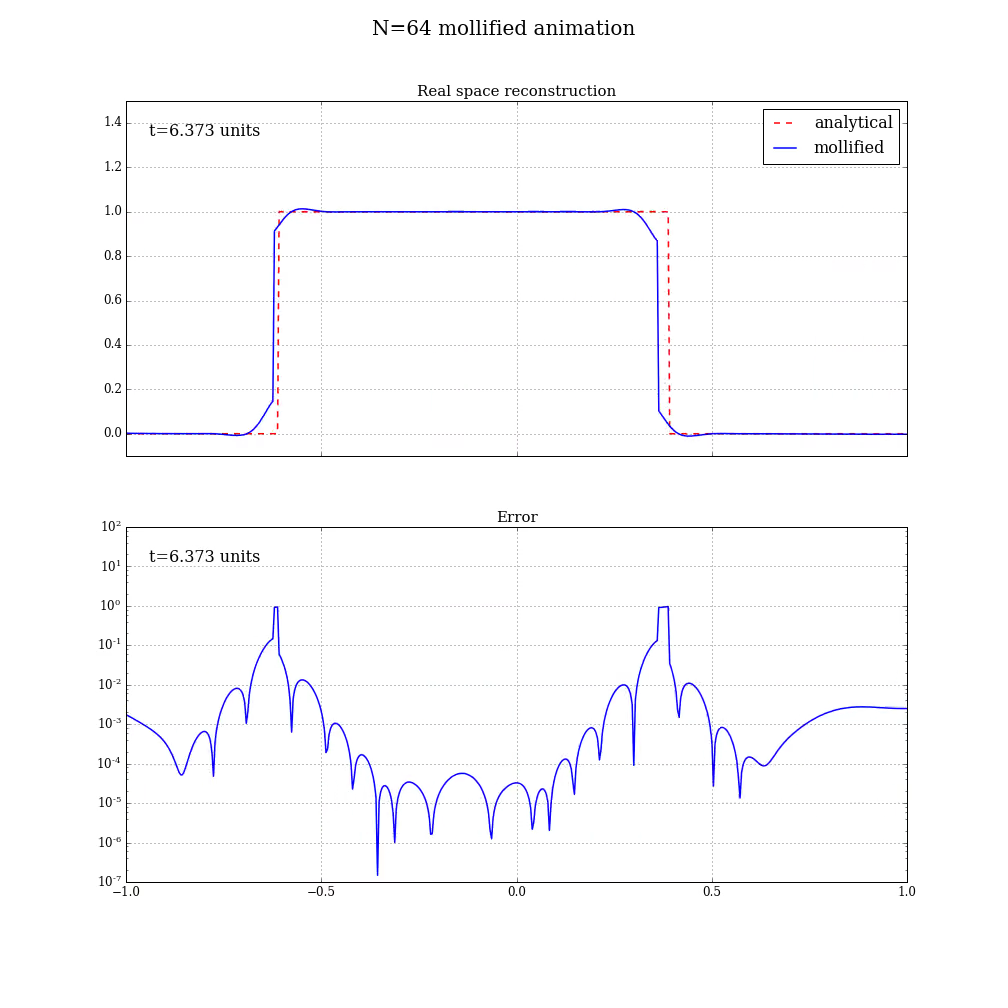 N=64 mollified animation
Real space reconstruction
t=6.373 units
analytical
mollified
1.4
1.2
1.0
0.8
0.6
0.4
0.2
0.0
Error
t=6.373 units
10²
10¹
10⁰
10⁻¹
10⁻²
10⁻³
10⁻⁴
10⁻⁵
10⁻⁶
10⁻⁷
−1.0 −0.5 0.0 0.5 1.0